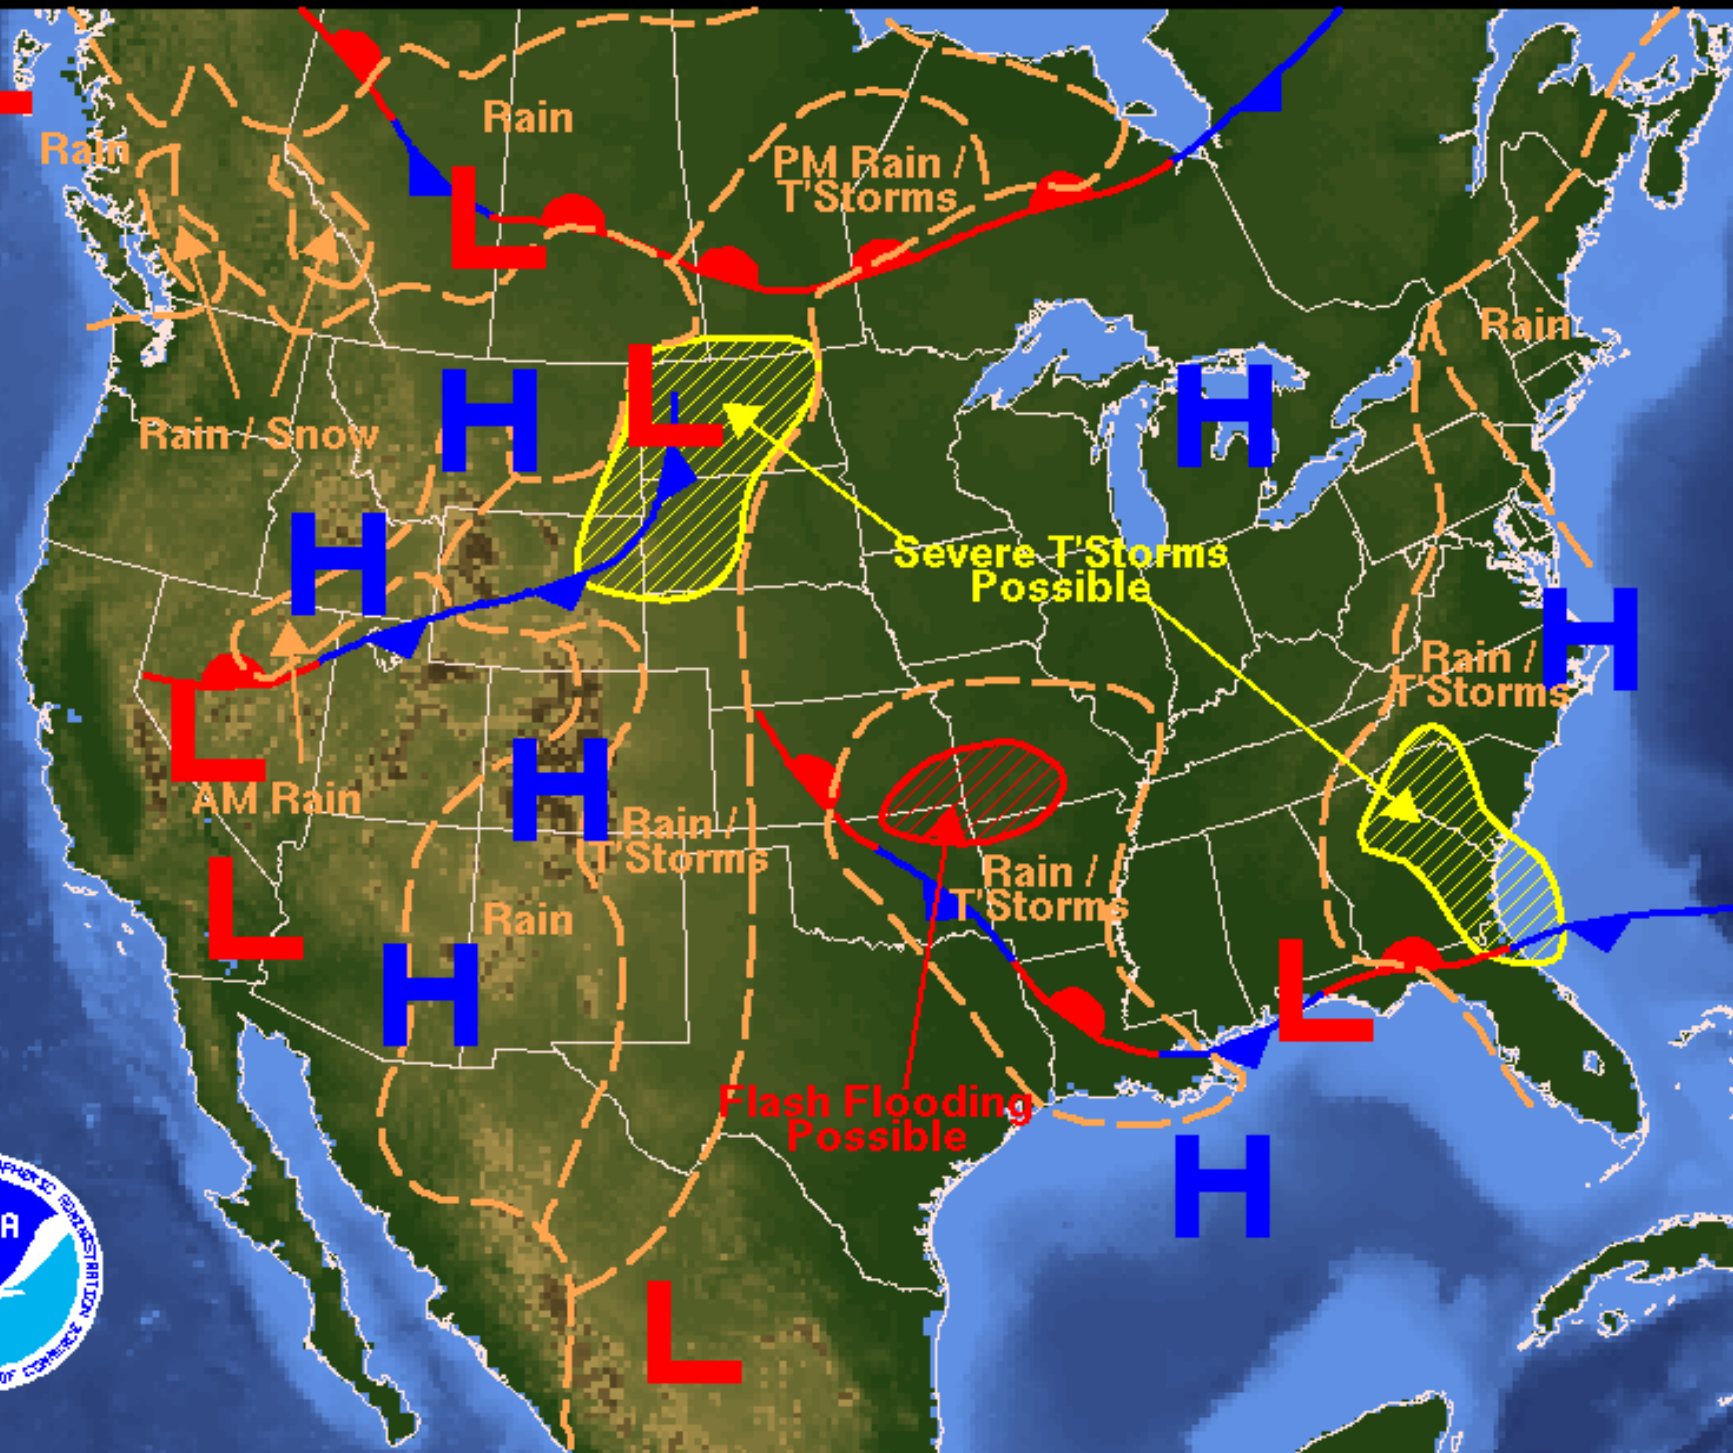 Rain
Rain
PM Rain /
T'Storms
Rain
L
L
H
H
Rain / Snow
H
Severe T'Storms
Possible
H
Rain /
T'Storms
L
AM Rain
H
Rain /
T'Storms
Rain /
T'Storms
L
Rain
H
L
Flash Flooding
Possible
H
A
L